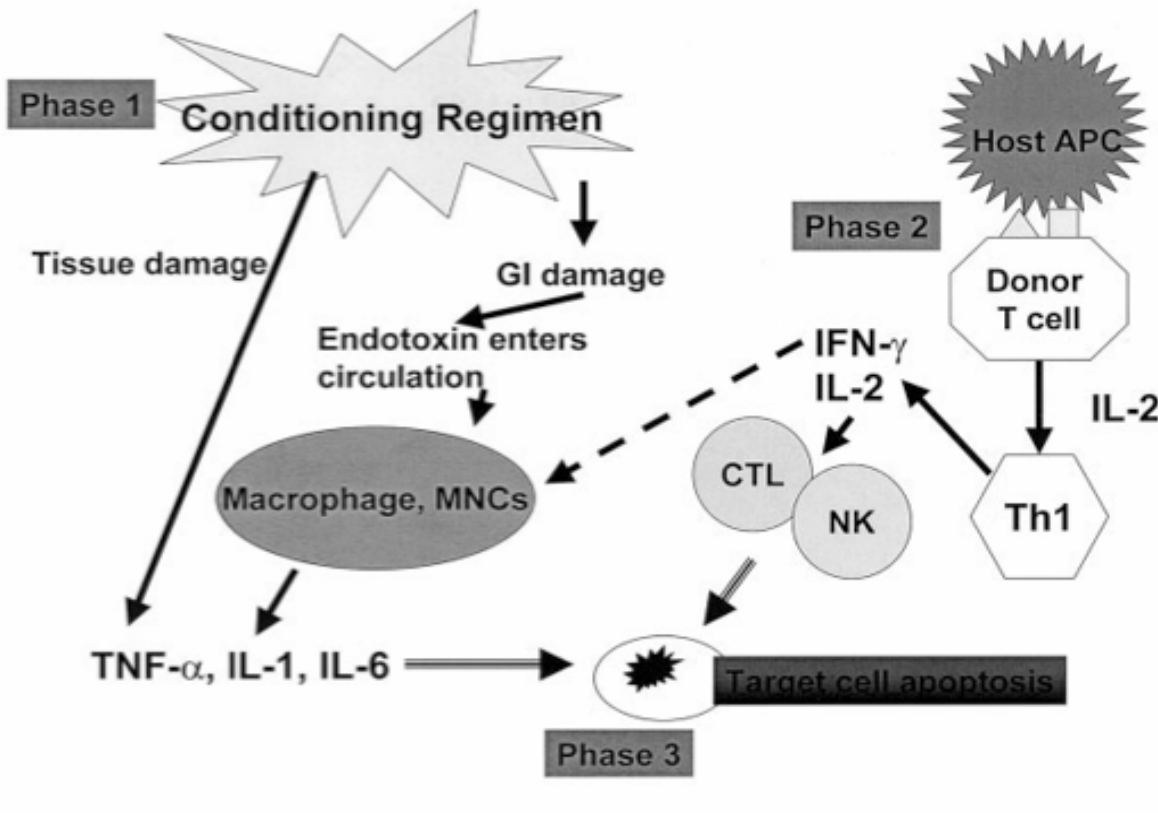 Phase 1
Conditioning Regimen
Host APC
Phase 2
Tissue damage
GI damage
Donor
T cell
Endotoxin enters
circulation
IFN-γ
IL-2
IL-2
Macrophage, MNCs
CTL
NK
Th1
TNF-α, IL-1, IL-6
Target cell apoptosis
Phase 3